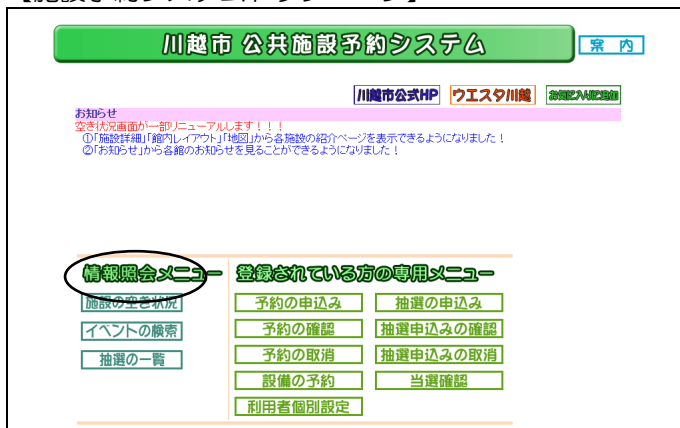 川越市 公共施設予約システム
案 内
川越市公式HP ウエスタ川越 お気に入りに追加
お知らせ
空き状況画面が一部リニューアルします！！！
①「施設詳細」「館内レイアウト」「地図」から各施設の紹介ページを表示できるようになりました！
②「お知らせ」から各館のお知らせを見ることができるようになりました！
情報照会メニュー 登録されている方の専用メニュー
施設の空き状況 予約の申込み 抽選の申込み
イベントの検索 予約の確認 抽選申込みの確認
抽選の一覧 予約の取消 抽選申込みの取消
設備の予約 当選確認
利用者個別設定